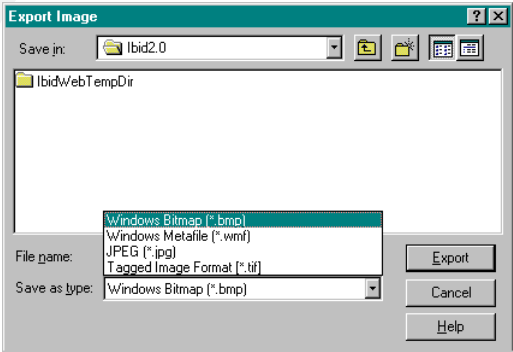 Export Image
Save in: Ibid2.0
IbidWebTempDir
Windows Bitmap (*.bmp)
Windows Metafile (*.wmf)
JPEG (*.jpg)
Tagged Image Format [*.tif]
File name: Export
Save as type: Windows Bitmap (*.bmp) Cancel
Help